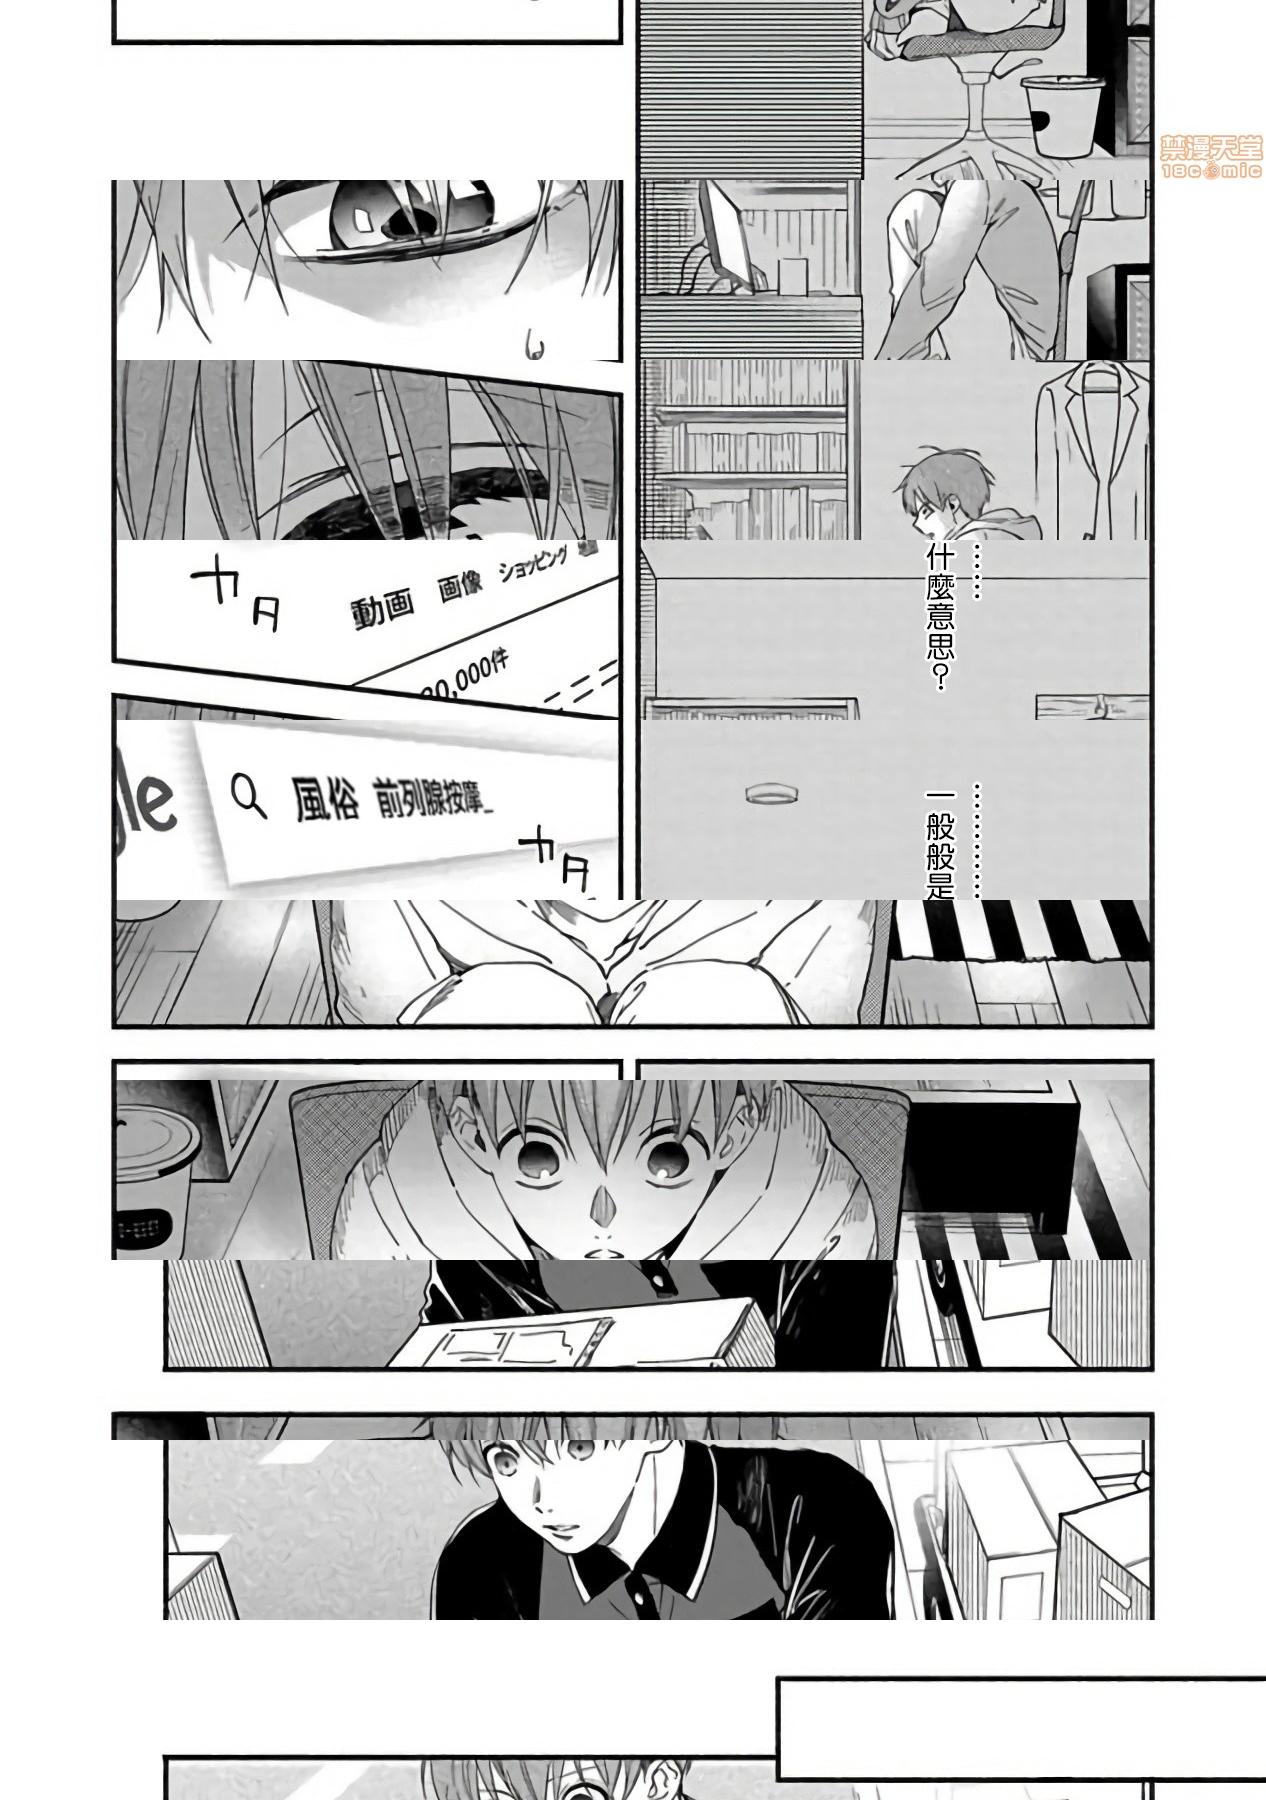 禁漫天堂
18comic
……
什麼意思？
………
一般般是
カタ
動画 画像 ショッピング
000件
風俗 前列腺按摩_
カタ